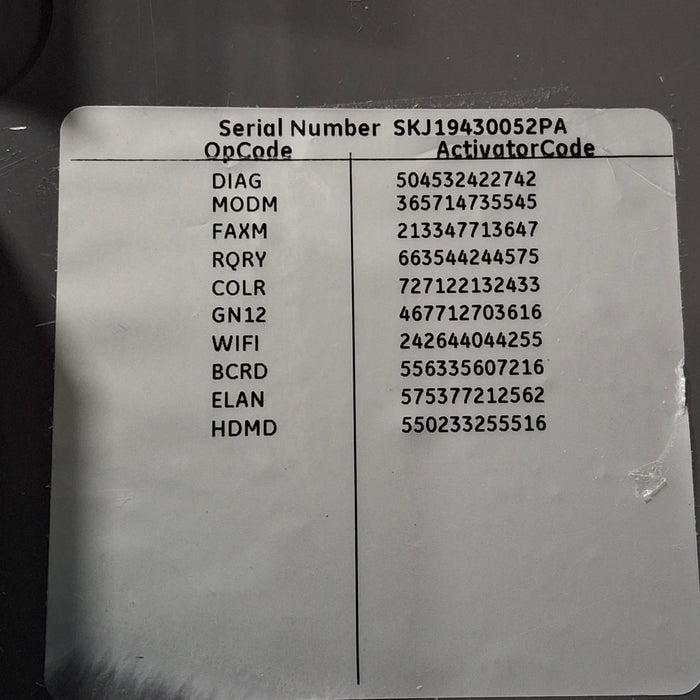 Serial Number SKJ19430052PA
OpCode ActivatorCode
DIAG 504532422742
MODM 365714735545
FAXM 213347713647
RQRY 663544244575
COLR 727122132433
GN12 467712703616
WIFI 242644044255
BCRD 556335607216
ELAN 575377212562
HDMD 550233255516